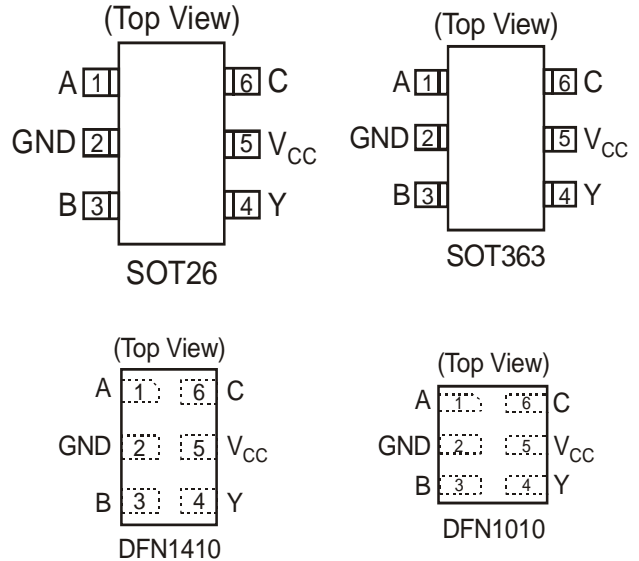 (Top View)
A 1 6 C
GND 2 5 VCC
B 3 4 Y
SOT26
(Top View)
A 1 6 C
GND 2 5 VCC
B 3 4 Y
SOT363
(Top View)
A 1 6 C
GND 2 5 VCC
B 3 4 Y
DFN1410
(Top View)
A 1 6 C
GND 2 5 VCC
B 3 4 Y
DFN1010